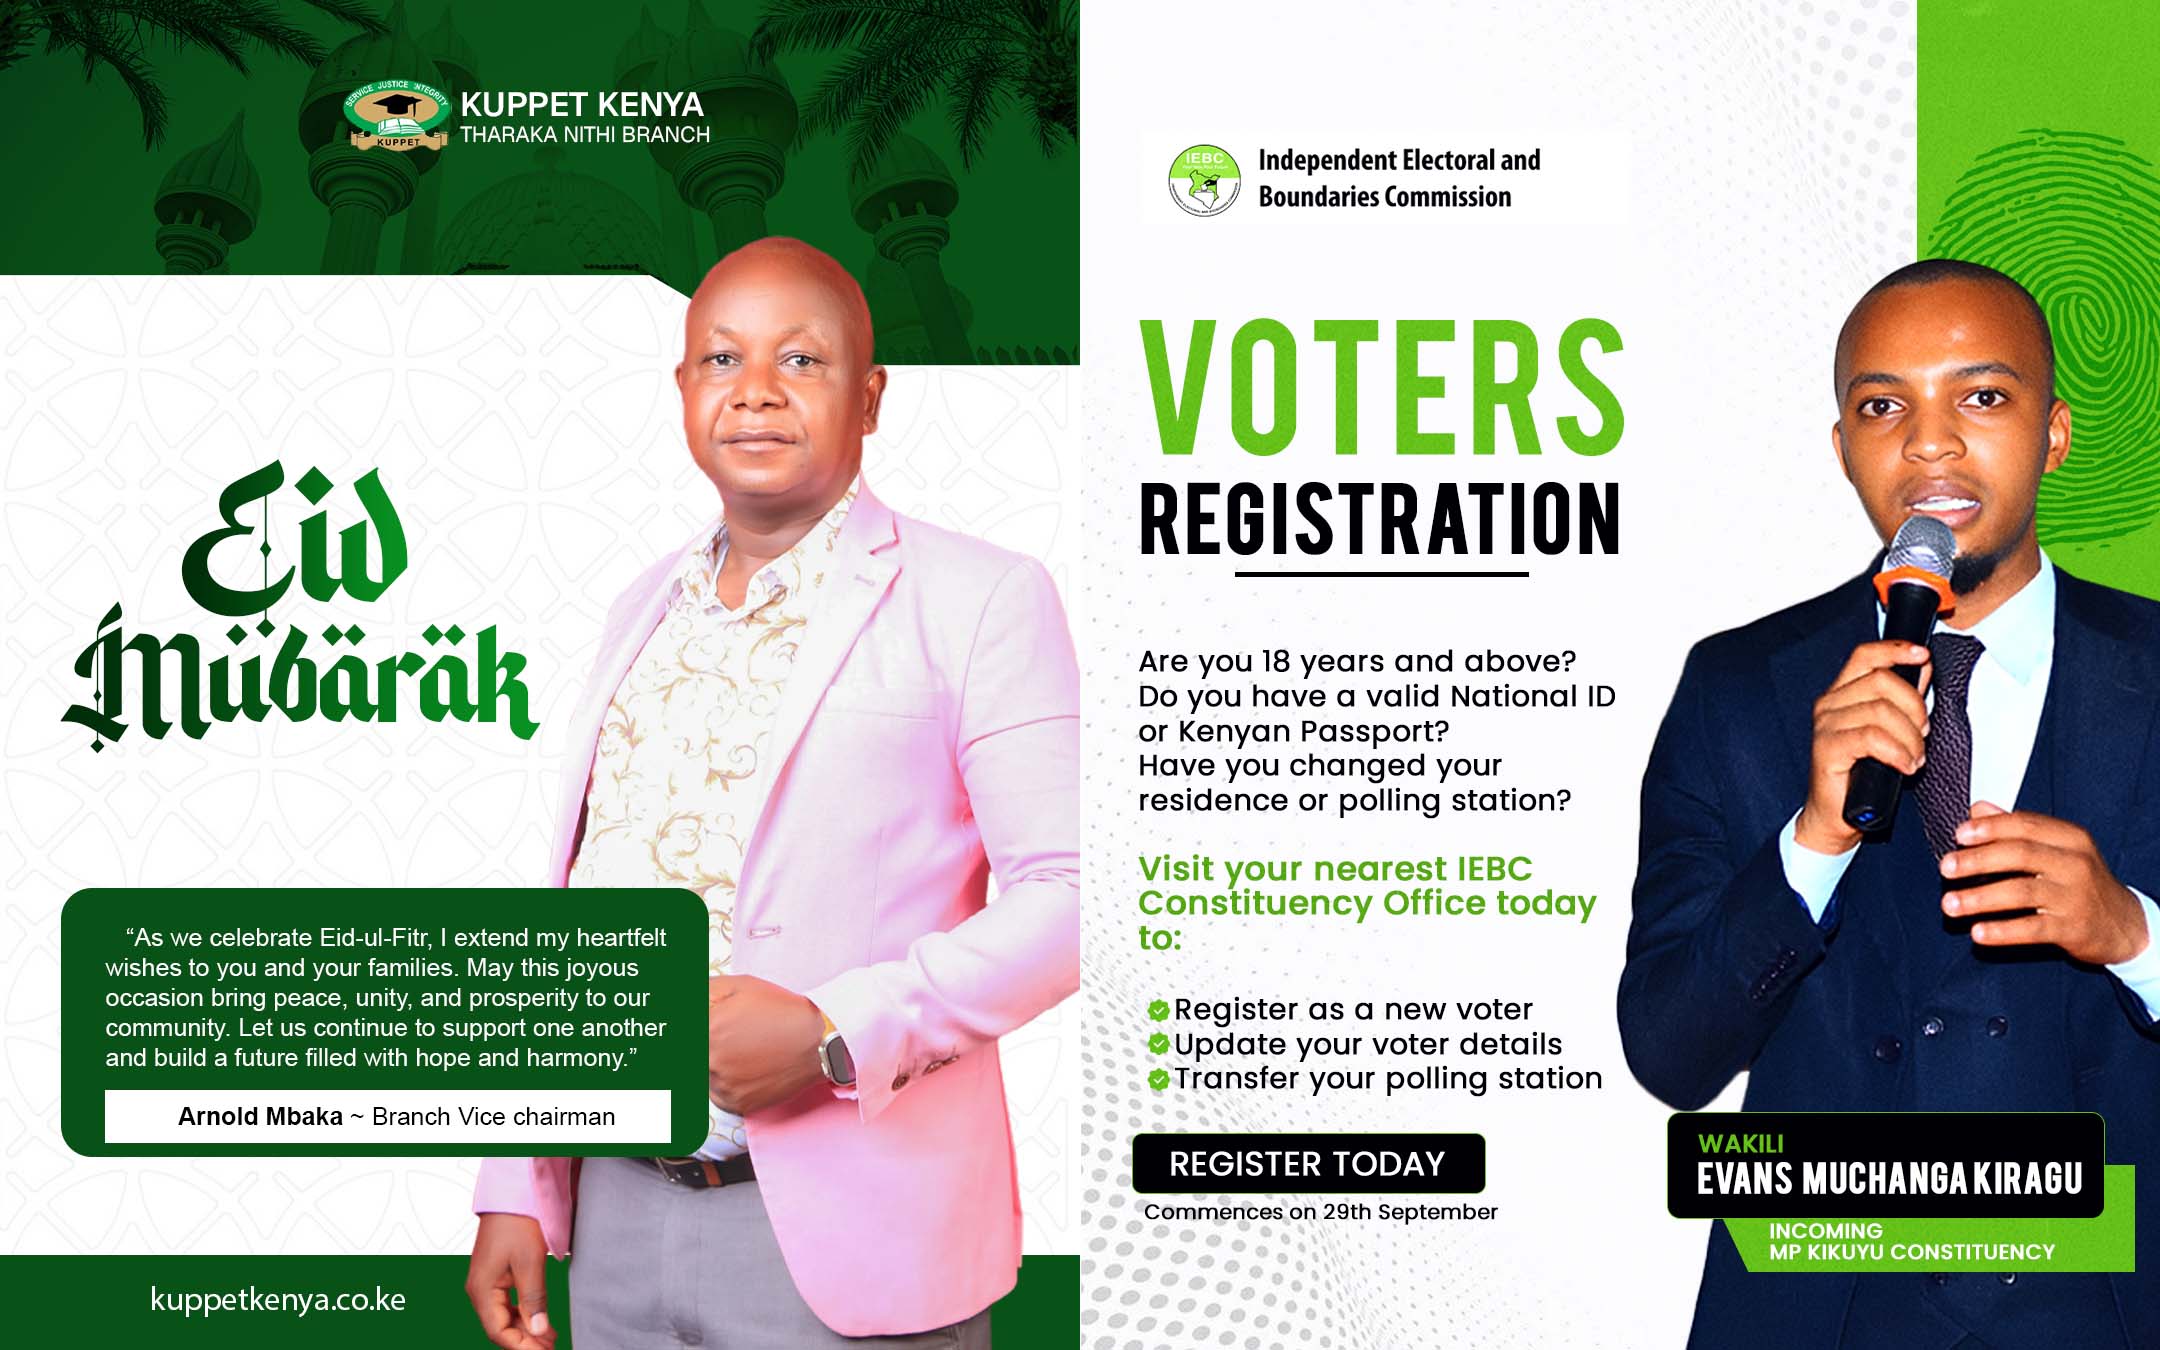 SERVICE JUSTICE INTEGRITY
KUPPET
KUPPET KENYA
THARAKA NITHI BRANCH
Eid
Mübäräk
“As we celebrate Eid-ul-Fitr, I extend my heartfelt
wishes to you and your families. May this joyous
occasion bring peace, unity, and prosperity to our
community. Let us continue to support one another
and build a future filled with hope and harmony.”
Arnold Mbaka ~ Branch Vice chairman
kuppetkenya.co.ke
IEBC
Independent Electoral and
Boundaries Commission
VOTERS
REGISTRATION
Are you 18 years and above?
Do you have a valid National ID
or Kenyan Passport?
Have you changed your
residence or polling station?
Visit your nearest IEBC
Constituency Office today
to:
Register as a new voter
Update your voter details
Transfer your polling station
REGISTER TODAY
Commences on 29th September
WAKILI
EVANS MUCHANGA KIRAGU
INCOMING
MP KIKUYU CONSTITUENCY